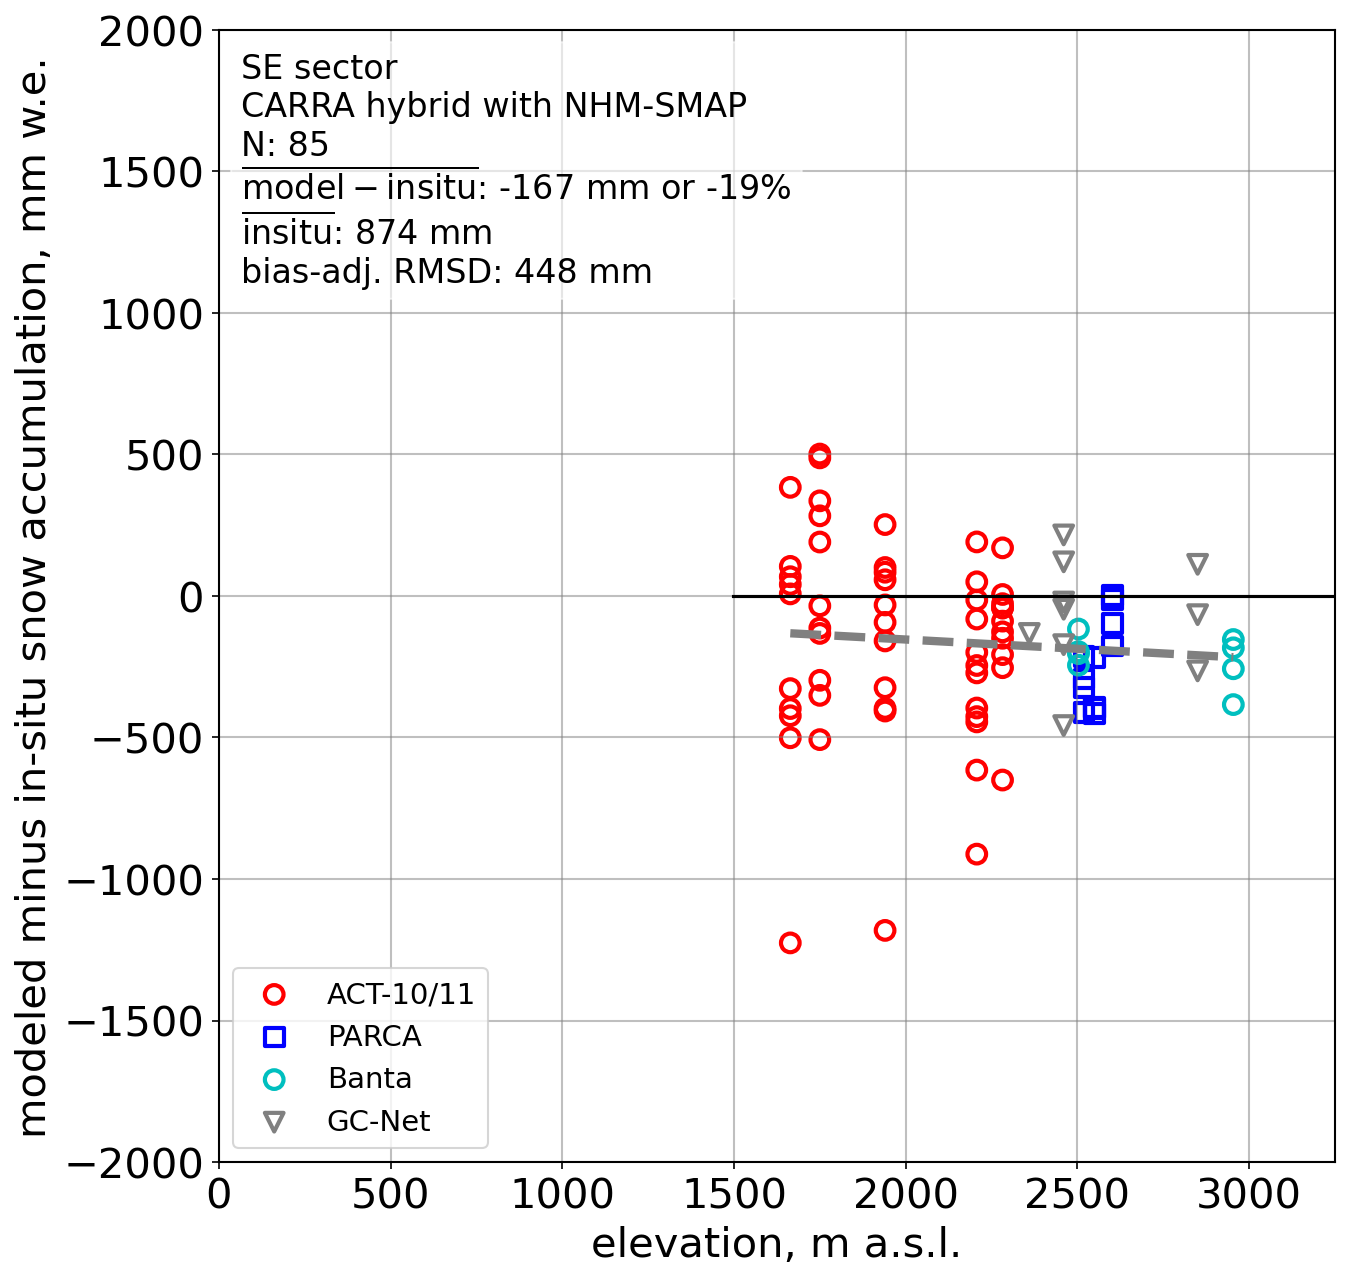 modeled minus in-situ snow accumulation, mm w.e.
2000
1500
1000
500
0
−500
−1000
−1500
−2000
SE sector
CARRA hybrid with NHM-SMAP
N: 85
model − insitu: -167 mm or -19%
insitu: 874 mm
bias-adj. RMSD: 448 mm
ACT-10/11
PARCA
Banta
GC-Net
0 500 1000 1500 2000 2500 3000
elevation, m a.s.l.